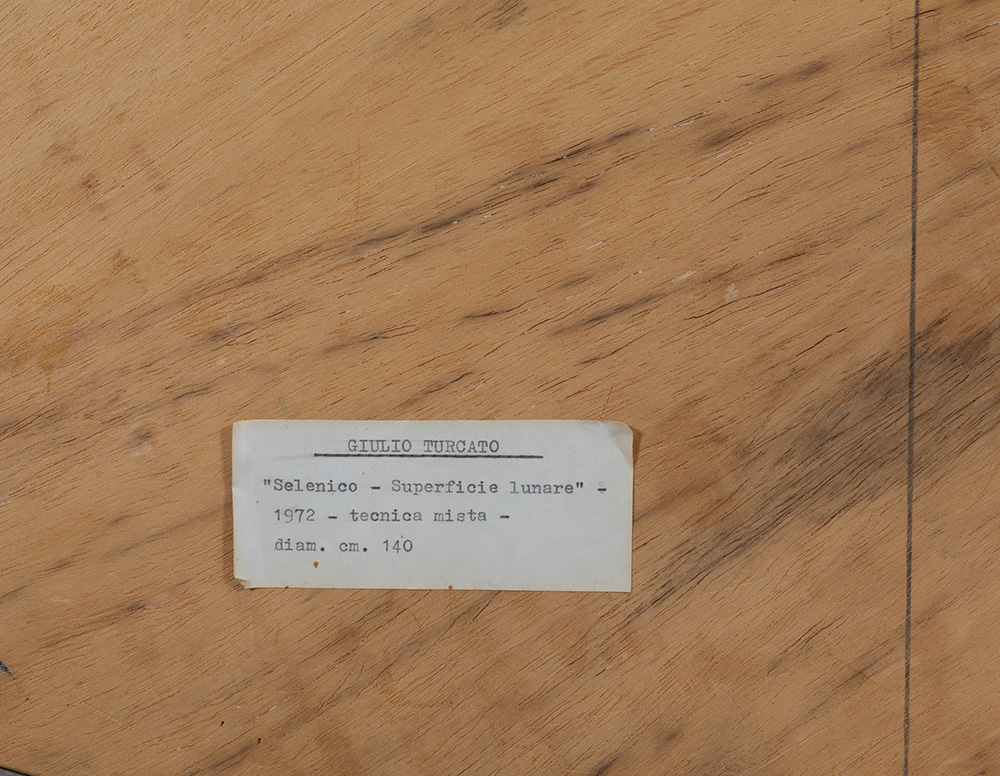 GIULIO TURCATO
"Selenico - Superficie lunare" -
1972 - tecnica mista -
diam. cm. 140